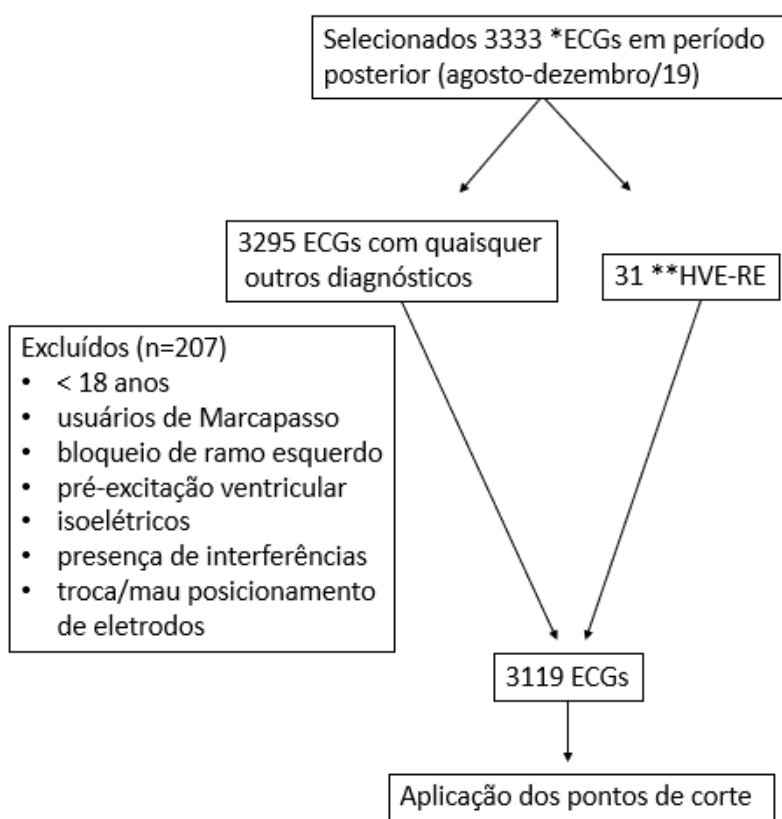 Selecionados 3333 *ECGs em período
posterior (agosto-dezembro/19)
3295 ECGs com quaisquer
outros diagnósticos
31 **HVE-RE
Excluídos (n=207)
• < 18 anos
• usuários de Marcapasso
• bloqueio de ramo esquerdo
• pré-excitação ventricular
• isoelétricos
• presença de interferências
• troca/mau posicionamento
de eletrodos
3119 ECGs
Aplicação dos pontos de corte